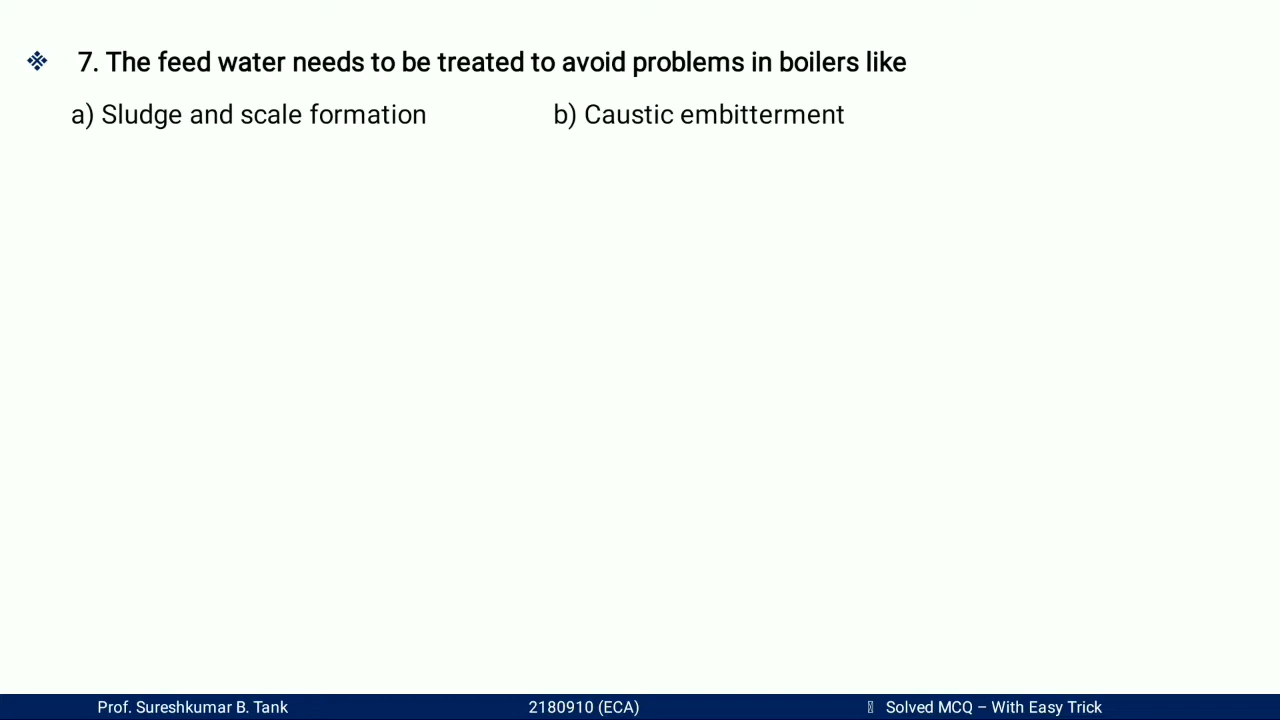 ❖ 7. The feed water needs to be treated to avoid problems in boilers like
a) Sludge and scale formation b) Caustic embitterment
Prof. Sureshkumar B. Tank 2180910 (ECA) Solved MCQ – With Easy Trick